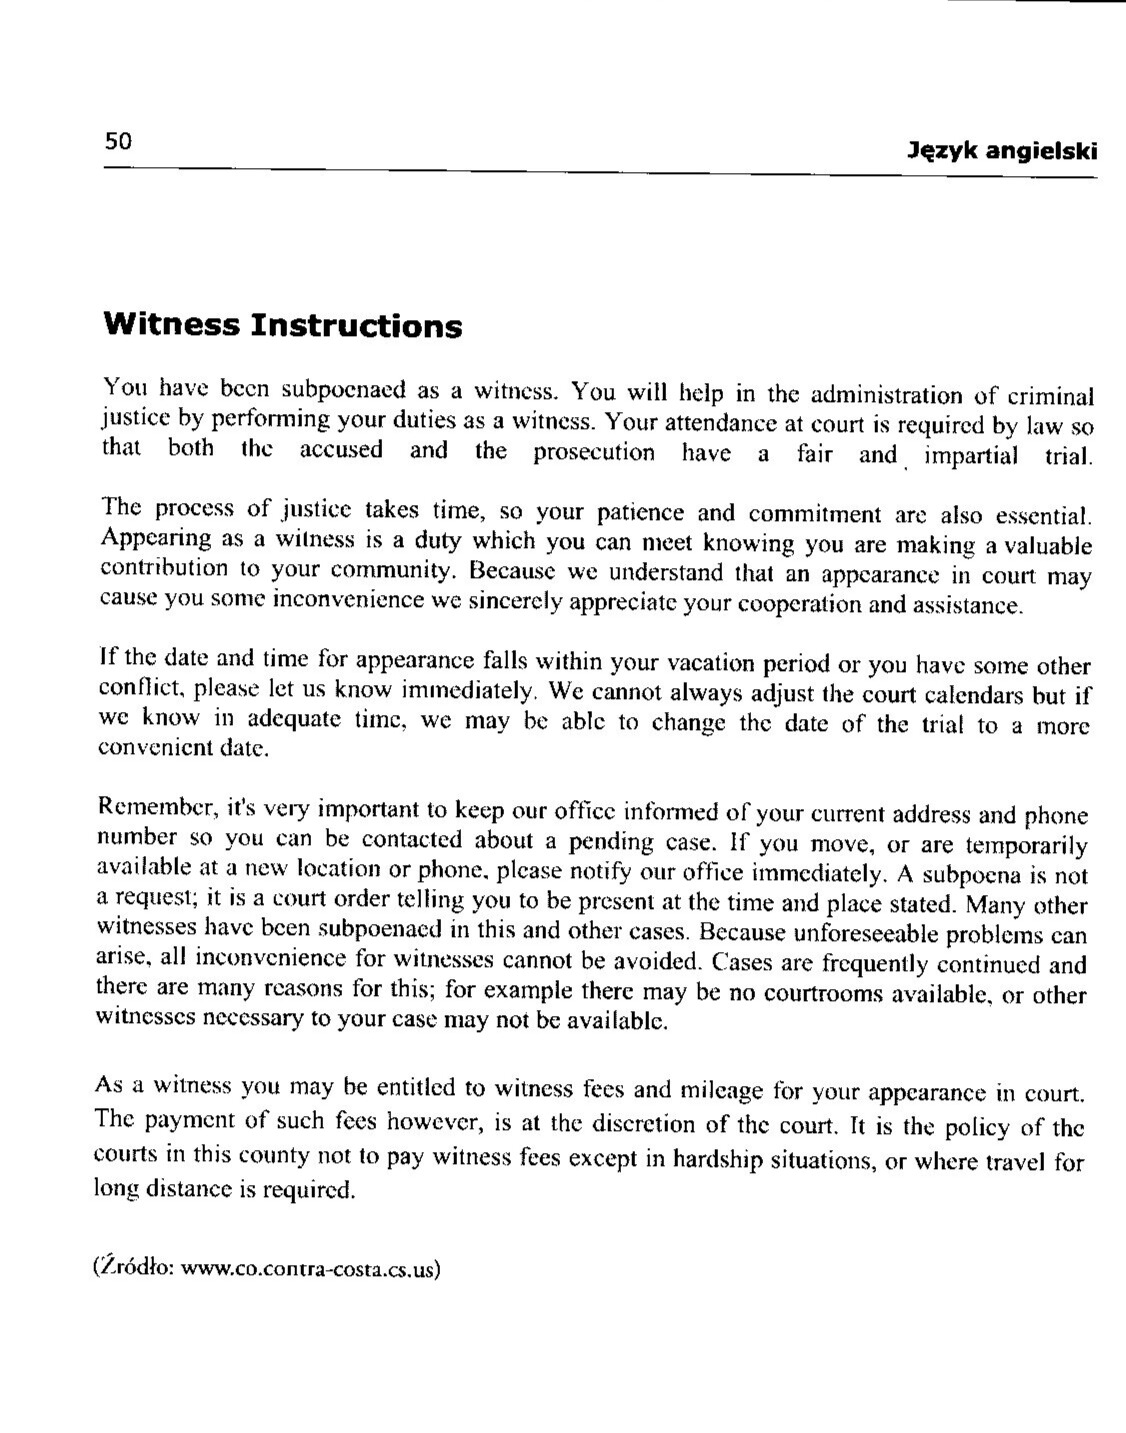 50
Język angielski
Witness Instructions
You have been subpoenaed as a witness. You will help in the administration of criminal
justice by performing your duties as a witness. Your attendance at court is required by law so
that both the accused and the prosecution have a fair and impartial trial.
The process of justice takes time, so your patience and commitment are also essential.
Appearing as a witness is a duty which you can meet knowing you are making a valuable
contribution to your community. Because we understand that an appearance in court may
cause you some inconvenience we sincerely appreciate your cooperation and assistance.
If the date and time for appearance falls within your vacation period or you have some other
conflict, please let us know immediately. We cannot always adjust the court calendars but if
we know in adequate time, we may be able to change the date of the trial to a more
convenient date.
Remember, it's very important to keep our office informed of your current address and phone
number so you can be contacted about a pending case. If you move, or are temporarily
available at a new location or phone, please notify our office immediately. A subpoena is not
a request; it is a court order telling you to be present at the time and place stated. Many other
witnesses have been subpoenaed in this and other cases. Because unforeseeable problems can
arise, all inconvenience for witnesses cannot be avoided. Cases are frequently continued and
there are many reasons for this; for example there may be no courtrooms available, or other
witnesses necessary to your case may not be available.
As a witness you may be entitled to witness fees and mileage for your appearance in court.
The payment of such fees however, is at the discretion of the court. It is the policy of the
courts in this county not to pay witness fees except in hardship situations, or where travel for
long distance is required.
(Źródło: www.co.contra-costa.cs.us)